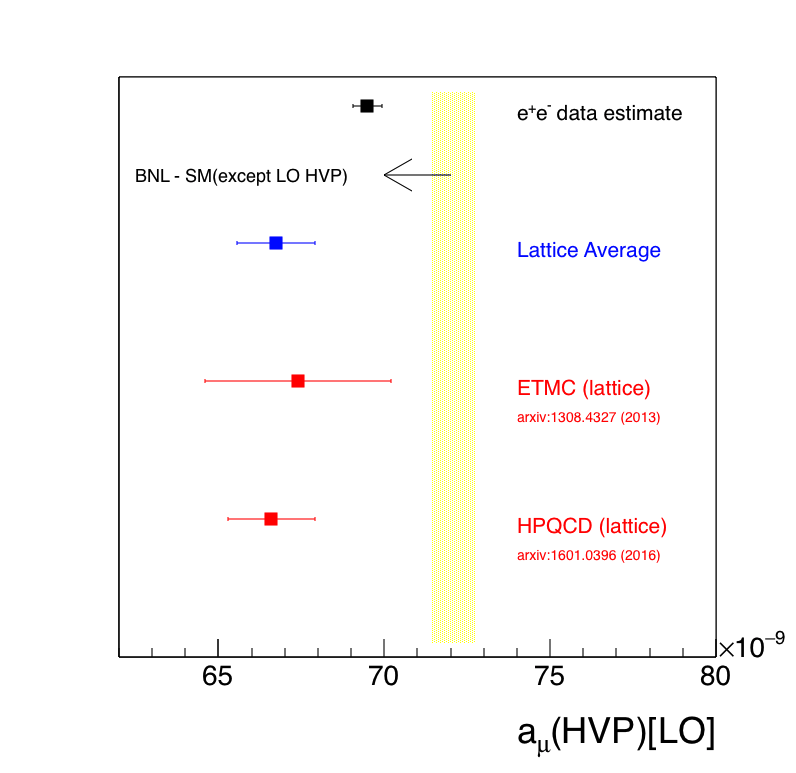 e⁺e⁻ data estimate
BNL - SM(except LO HVP)
Lattice Average
ETMC (lattice)
arxiv:1308.4327 (2013)
HPQCD (lattice)
arxiv:1601.0396 (2016)
×10⁻⁹
65 70 75 80
aμ(HVP)[LO]